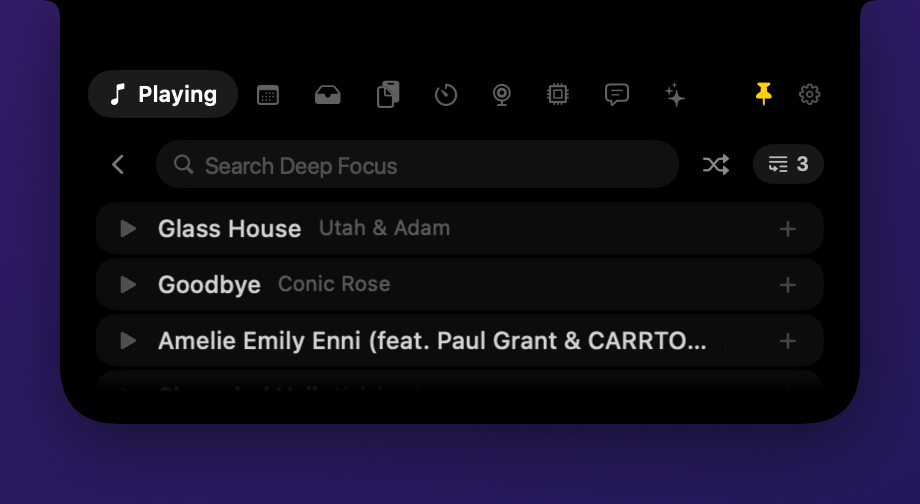 Playing
Search Deep Focus
3
Glass House Utah & Adam
Goodbye Conic Rose
Amelie Emily Enni (feat. Paul Grant & CARRTO...